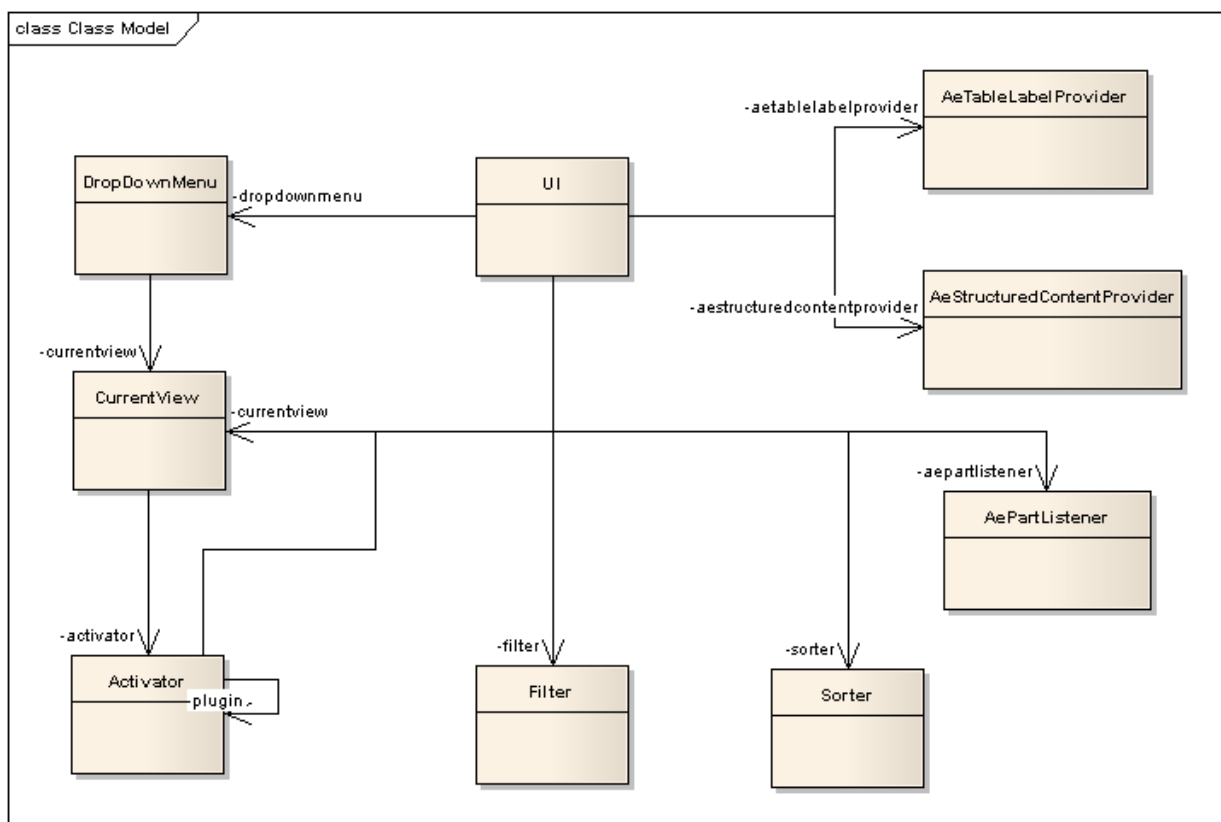 class Class Model
AeTableLabelProvider
-aetablelabelprovider
DropDownMenu
UI
-dropdownmenu
AeStructuredContentProvider
-aestructuredcontentprovider
-currentview
CurrentView
-currentview
-aepartlistener
AePartListener
-activator
-filter
-sorter
Activator
Filter
Sorter
plugin